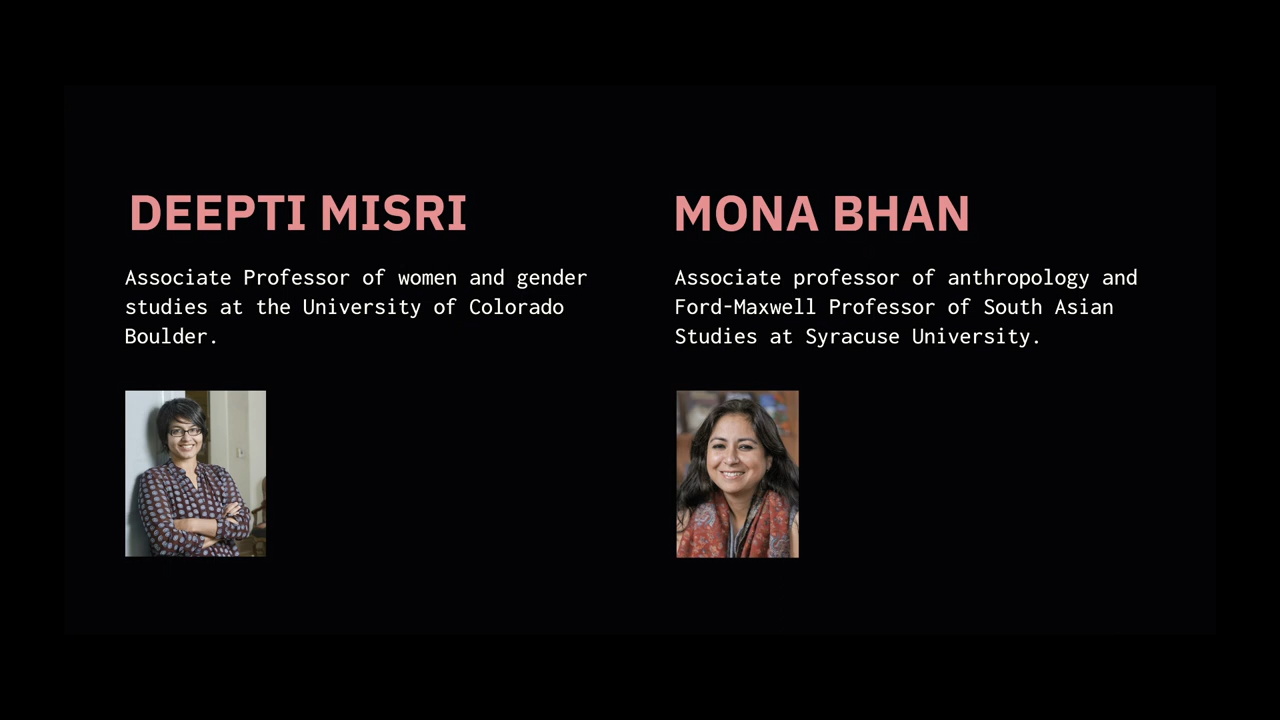 DEEPTI MISRI
Associate Professor of women and gender
studies at the University of Colorado
Boulder.
MONA BHAN
Associate professor of anthropology and
Ford-Maxwell Professor of South Asian
Studies at Syracuse University.